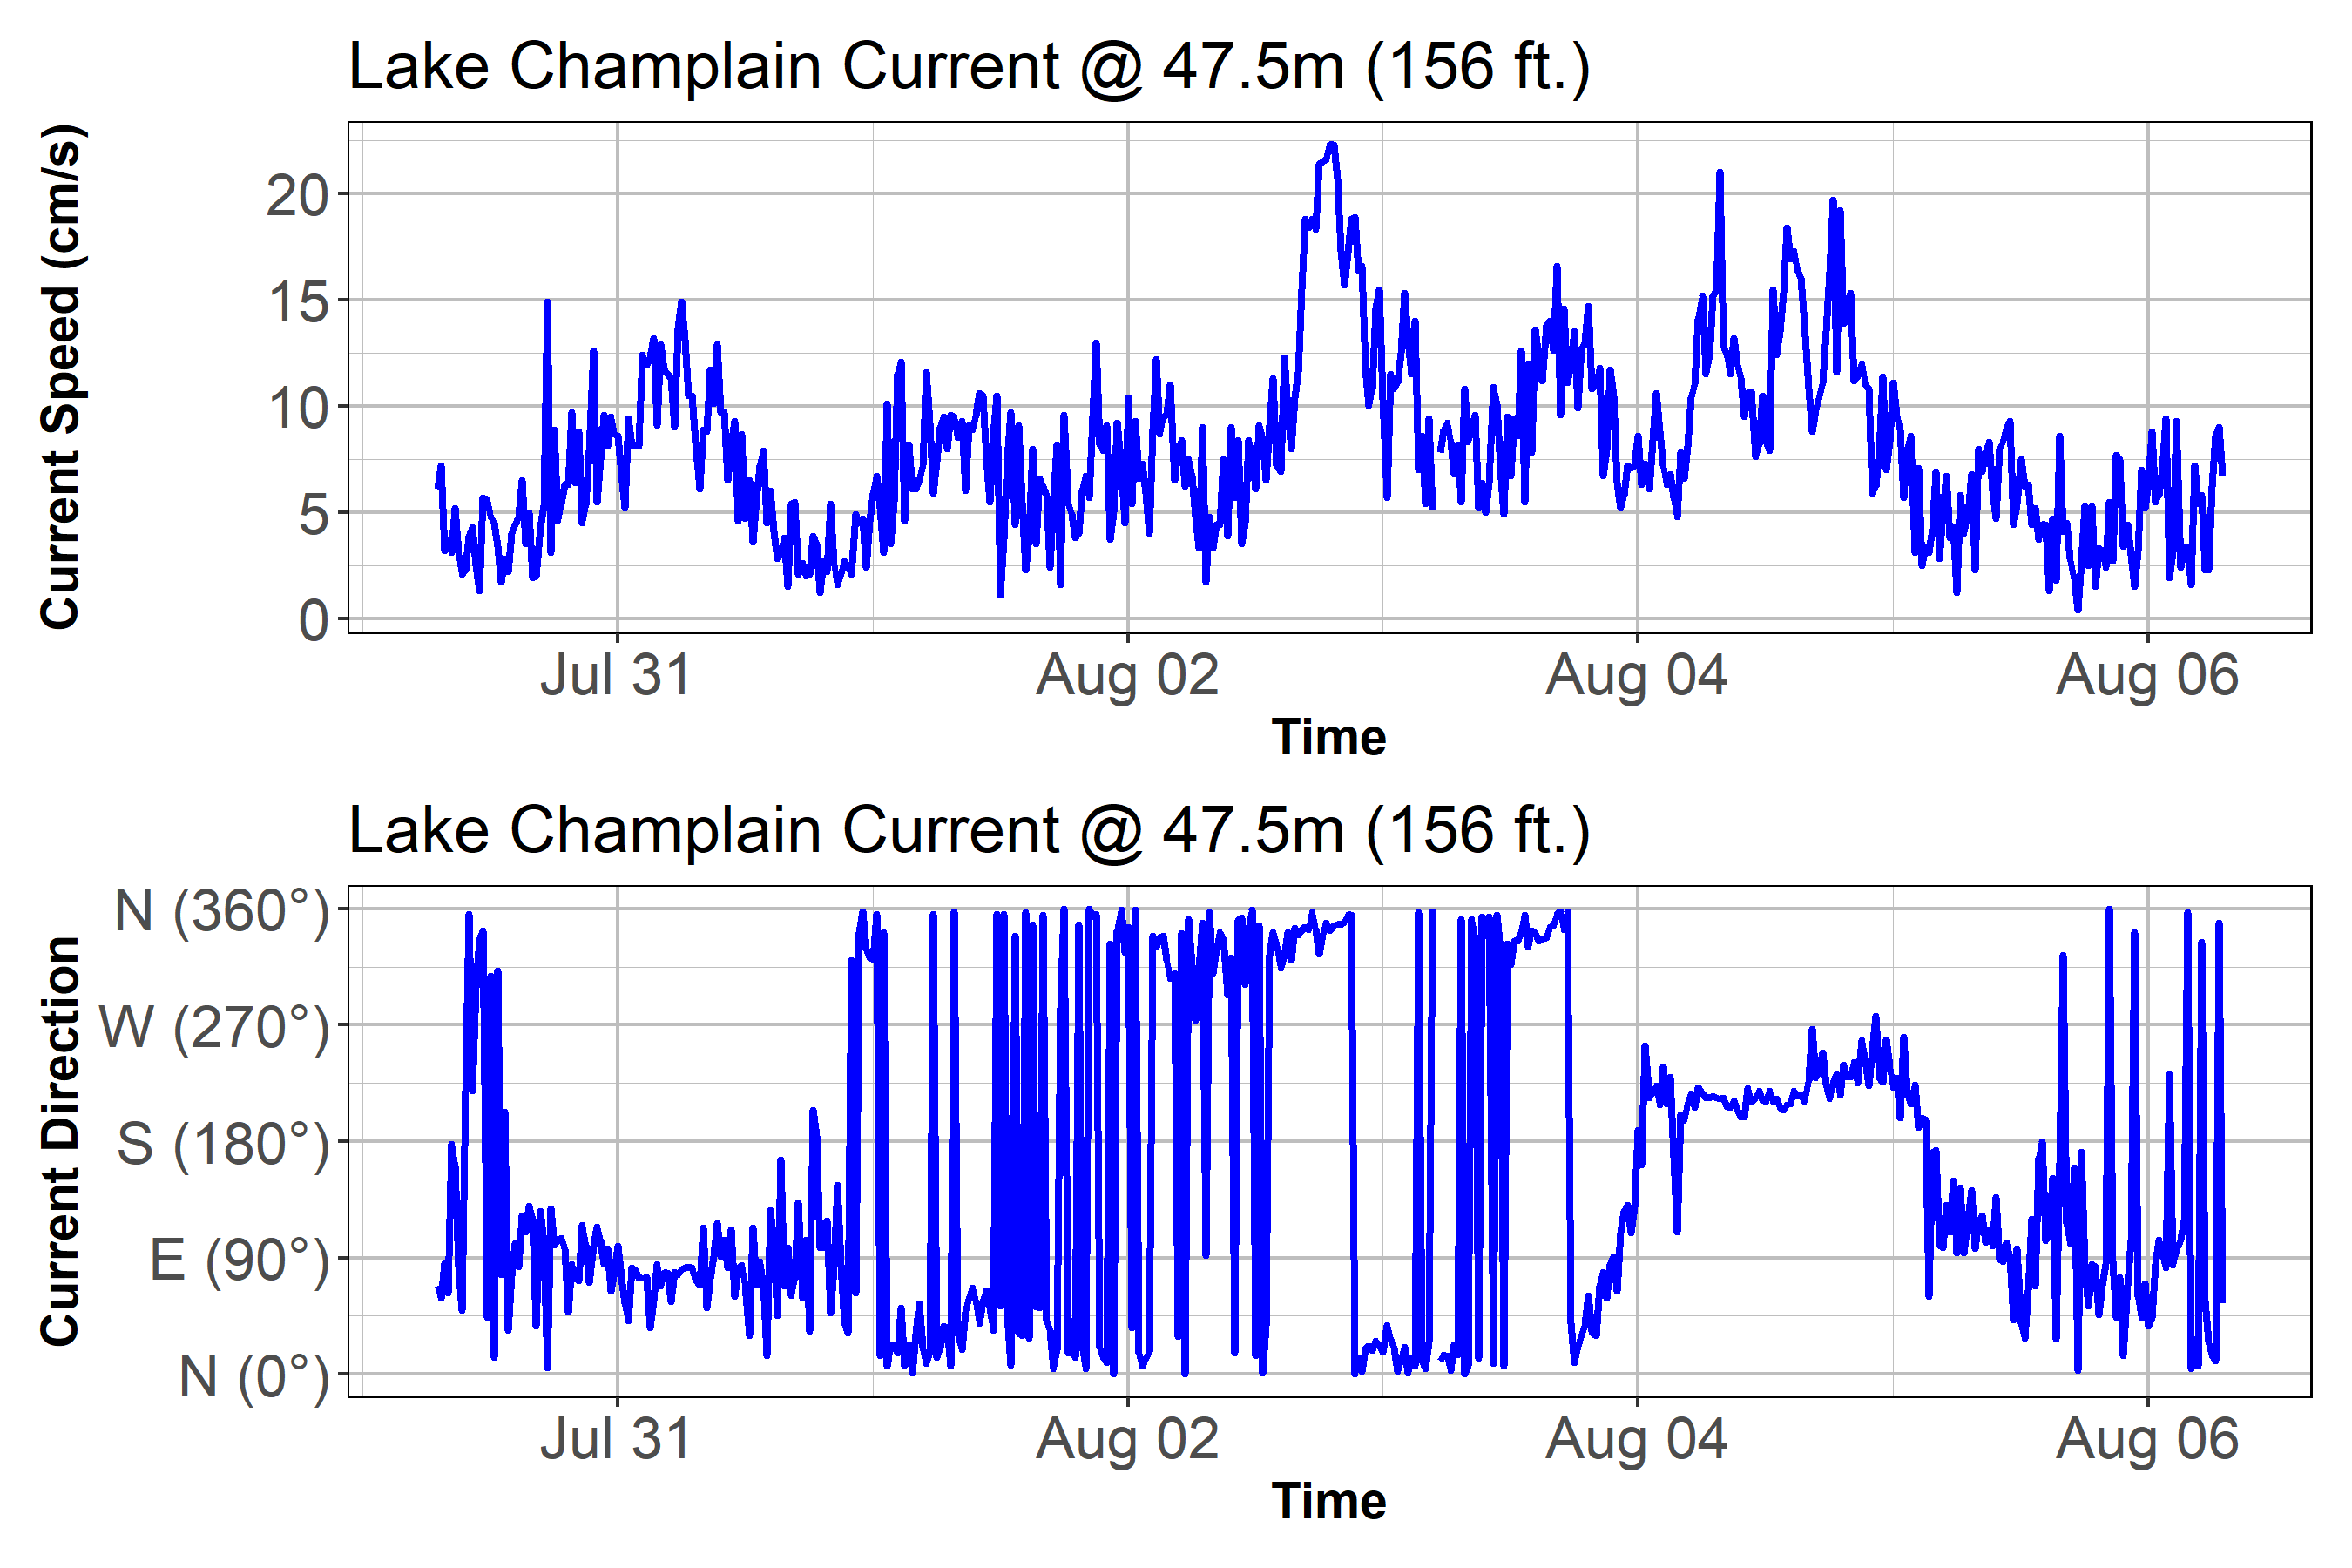 Lake Champlain Current @ 47.5m (156 ft.)
Current Speed (cm/s)
20
15
10
5
0
Jul 31 Aug 02 Aug 04 Aug 06
Time
Lake Champlain Current @ 47.5m (156 ft.)
Current Direction
N (360°)
W (270°)
S (180°)
E (90°)
N (0°)
Jul 31 Aug 02 Aug 04 Aug 06
Time